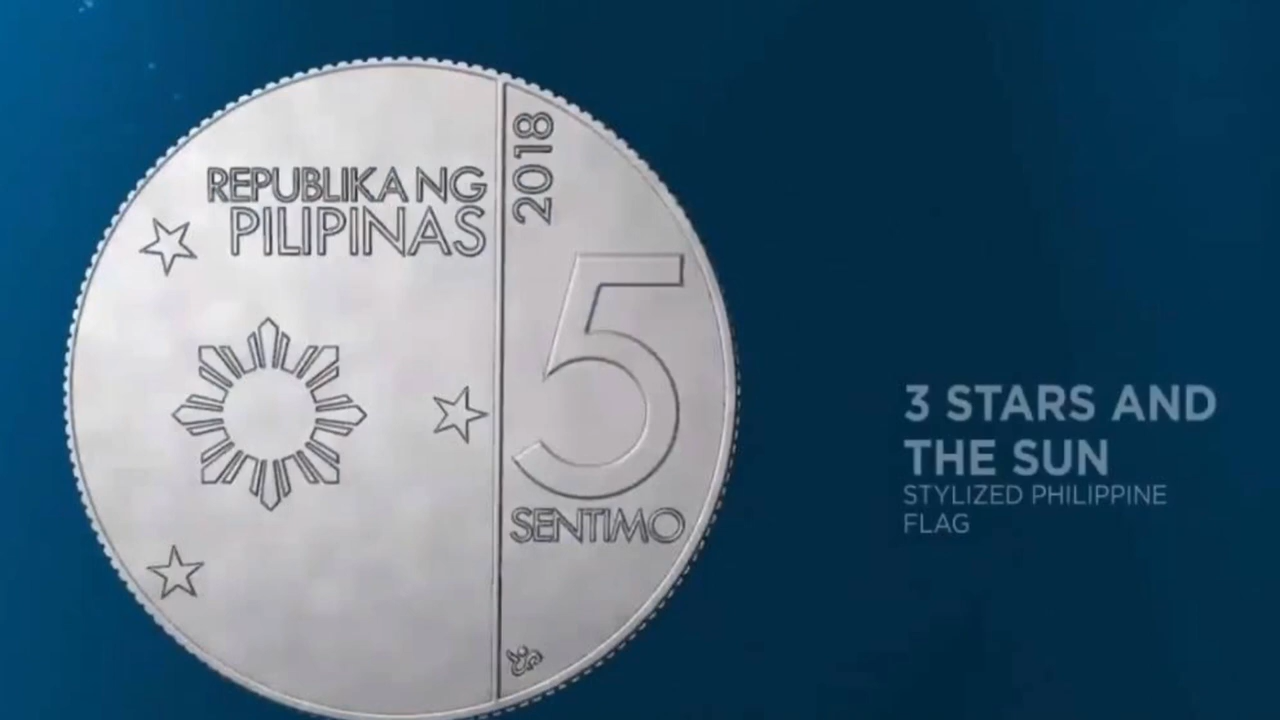 REPUBLIKA NG
PILIPINAS
2018
5
SENTIMO
3 STARS AND
THE SUN
STYLIZED PHILIPPINE
FLAG